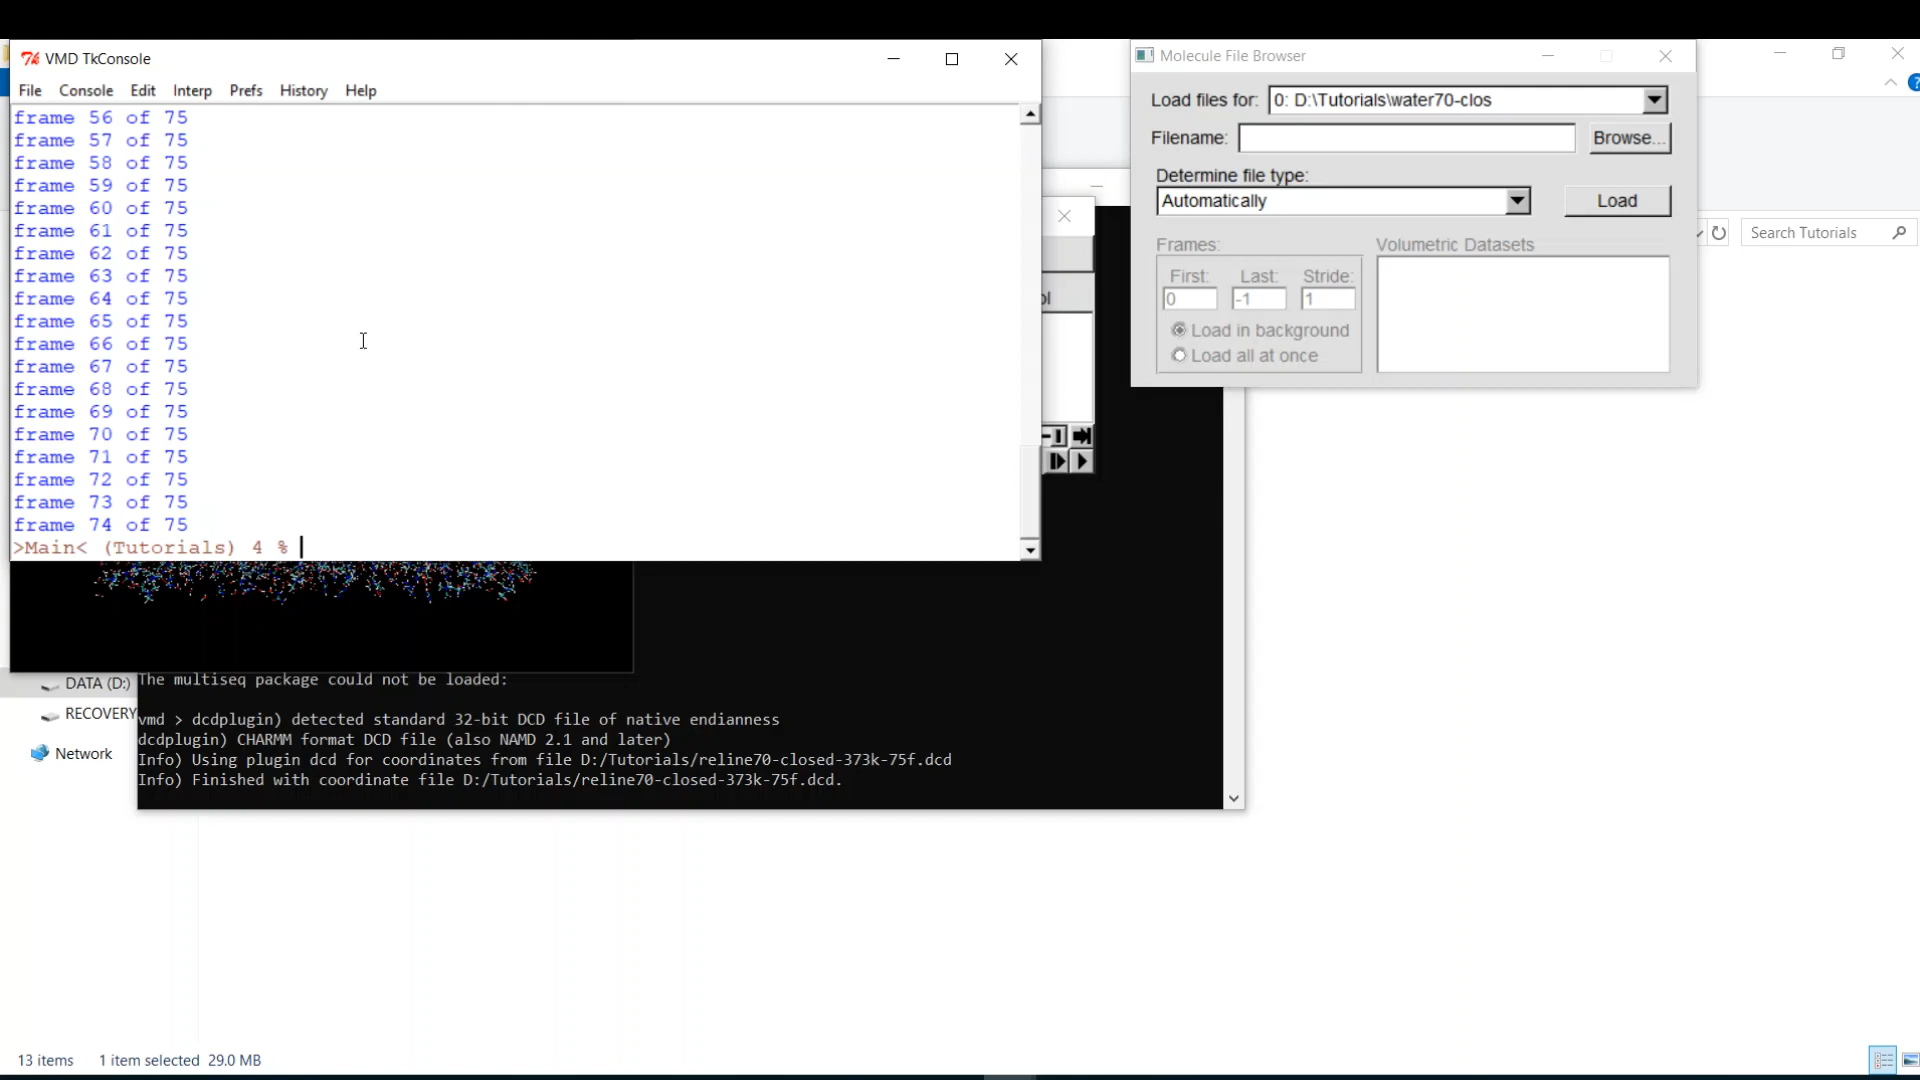 VMD TkConsole
File Console Edit Interp Prefs History Help
frame 56 of 75
frame 57 of 75
frame 58 of 75
frame 59 of 75
frame 60 of 75
frame 61 of 75
frame 62 of 75
frame 63 of 75
frame 64 of 75
frame 65 of 75
frame 66 of 75
frame 67 of 75
frame 68 of 75
frame 69 of 75
frame 70 of 75
frame 71 of 75
frame 72 of 75
frame 73 of 75
frame 74 of 75
>Main< (Tutorials) 4 %
Molecule File Browser
Load files for: 0: D:\Tutorials\water70-clos
Filename: Browse...
Determine file type:
Automatically Load
Frames: Volumetric Datasets
First: Last: Stride:
0 -1 1
Load in background
Load all at once
Search Tutorials
ol
DATA (D:)
RECOVERY
Network
The multiseq package could not be loaded:
vmd > dcdplugin) detected standard 32-bit DCD file of native endianness
dcdplugin) CHARMM format DCD file (also NAMD 2.1 and later)
Info) Using plugin dcd for coordinates from file D:/Tutorials/reline70-closed-373k-75f.dcd
Info) Finished with coordinate file D:/Tutorials/reline70-closed-373k-75f.dcd.
13 items 1 item selected 29.0 MB